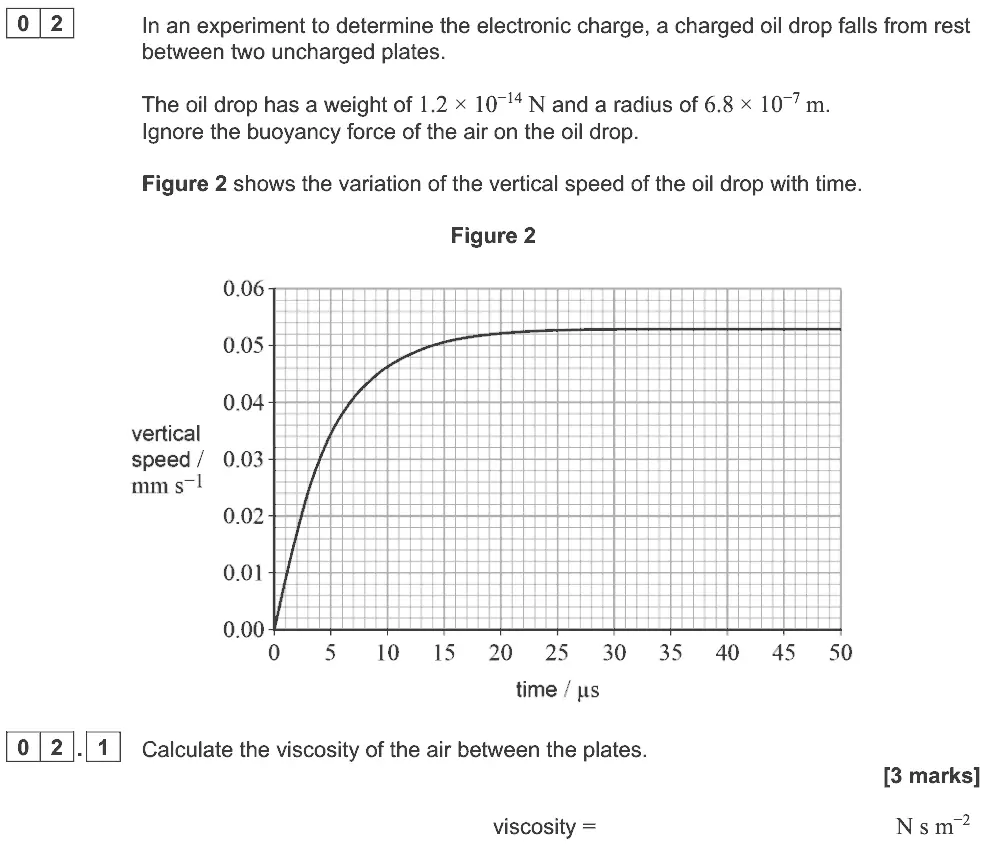 0 2 In an experiment to determine the electronic charge, a charged oil drop falls from rest
between two uncharged plates.
The oil drop has a weight of 1.2 × 10⁻¹⁴ N and a radius of 6.8 × 10⁻⁷ m.
Ignore the buoyancy force of the air on the oil drop.
Figure 2 shows the variation of the vertical speed of the oil drop with time.
Figure 2
0.06
0.05
0.04
vertical
speed / 0.03
mm s⁻¹
0.02
0.01
0.00
0 5 10 15 20 25 30 35 40 45 50
time / µs
0 2 . 1 Calculate the viscosity of the air between the plates.
[3 marks]
viscosity = N s m⁻²